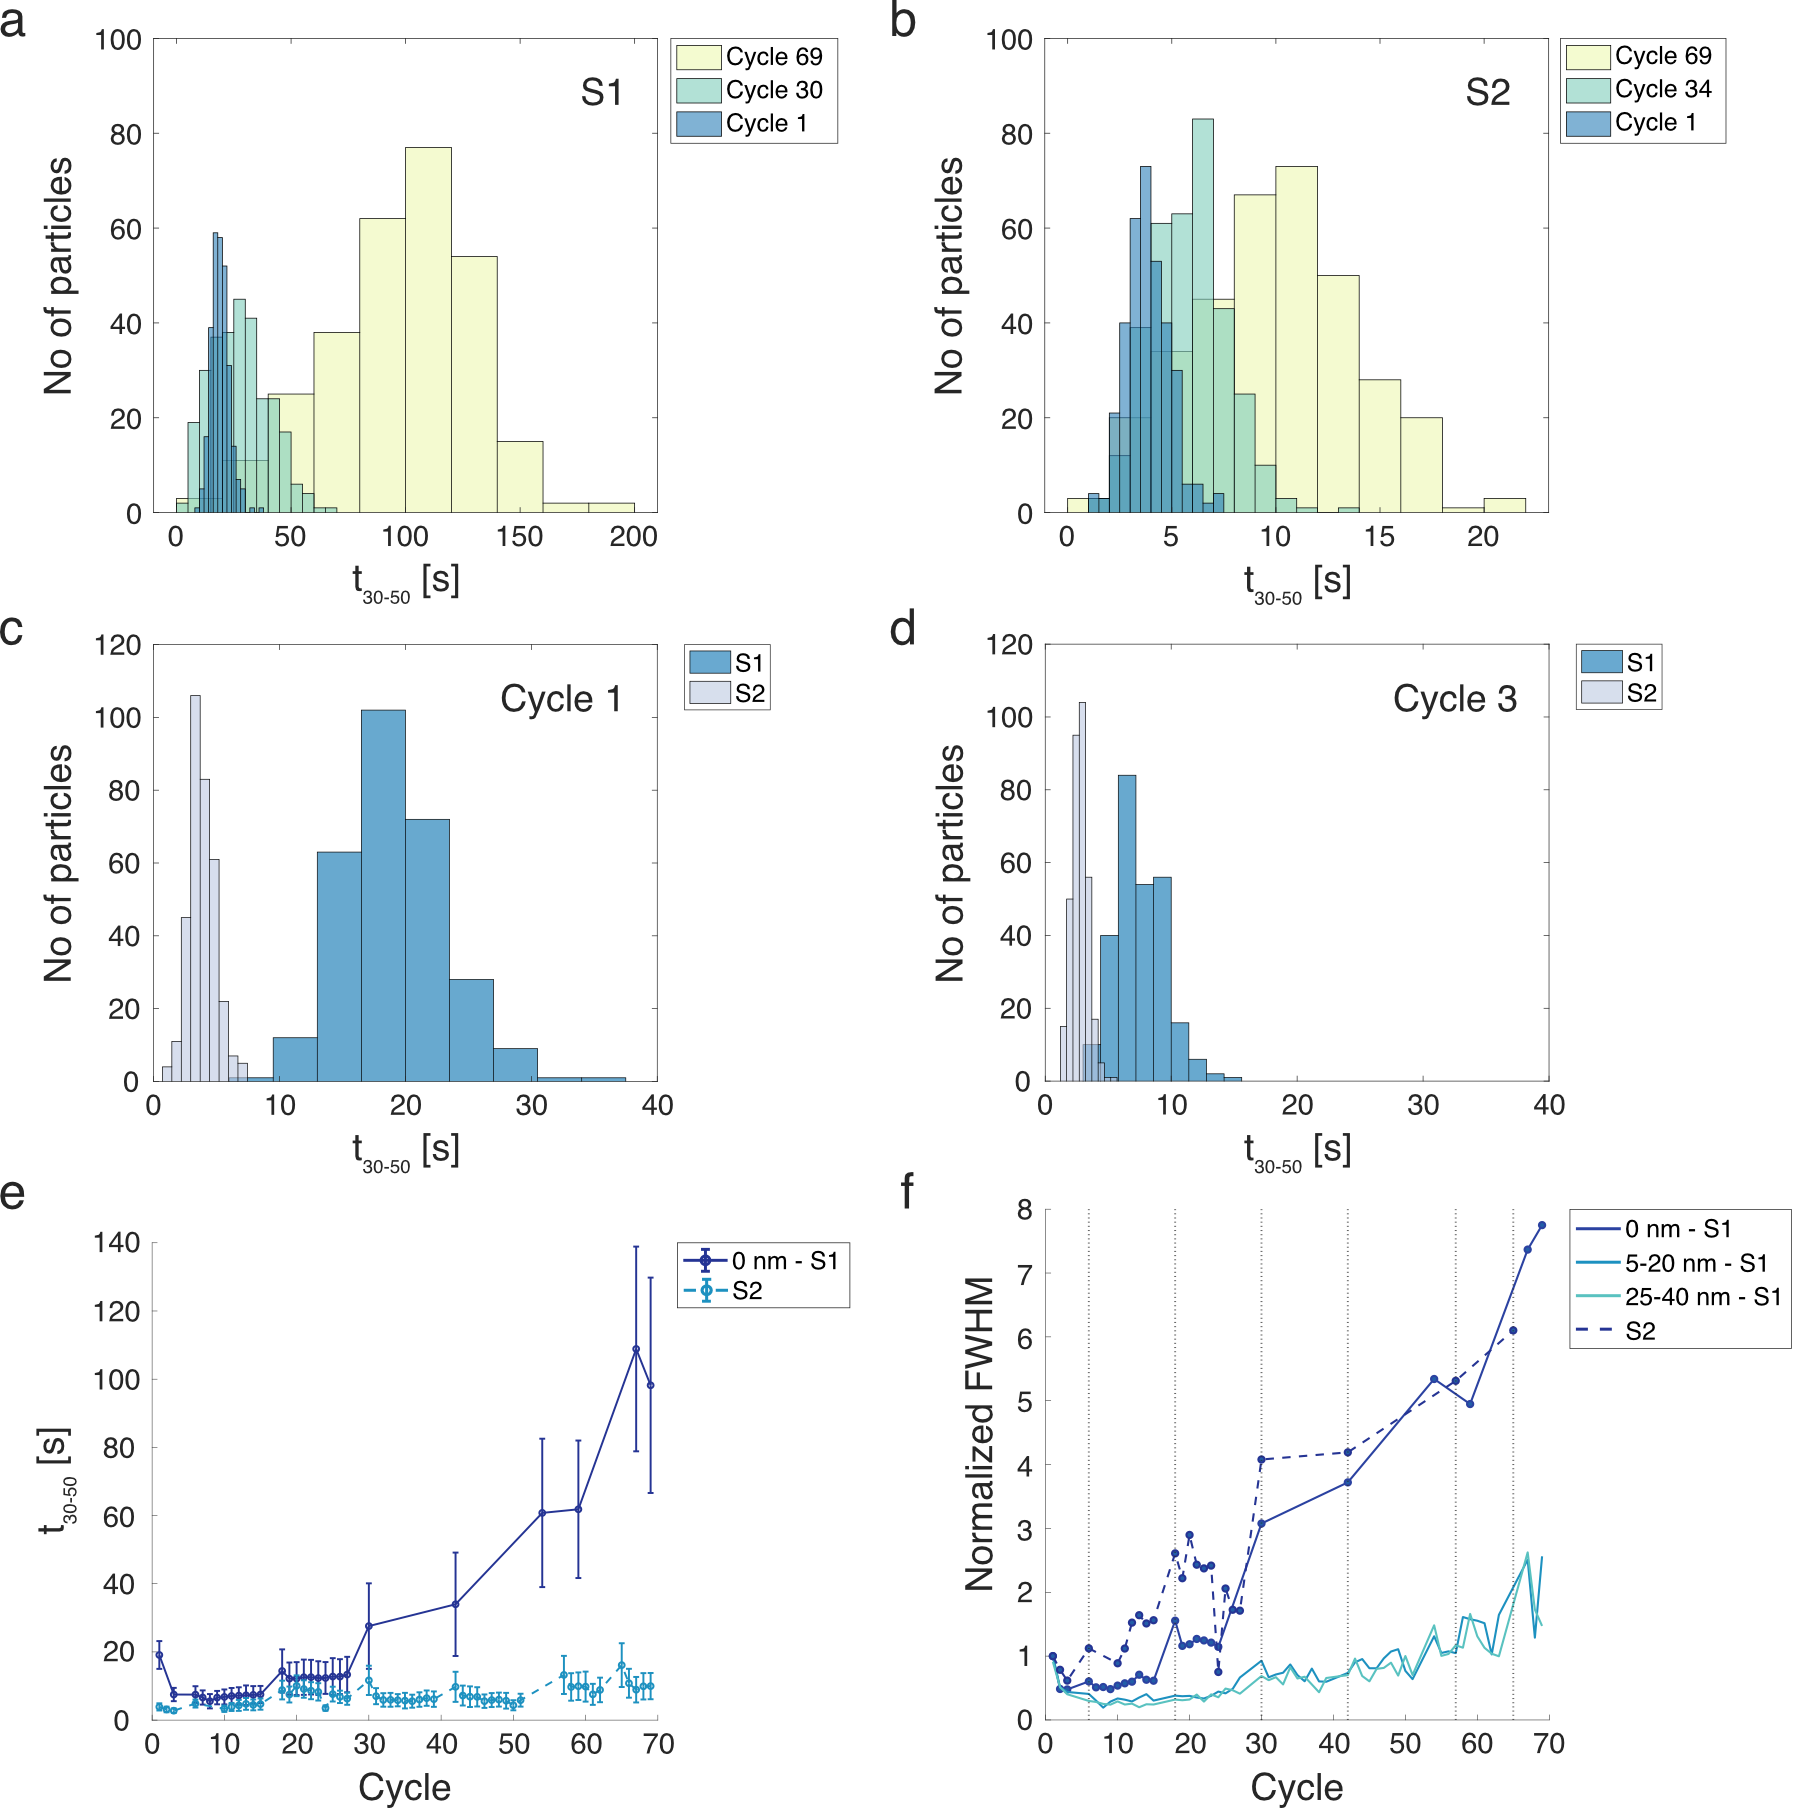 a
100
80
60
40
20
0
No of particles
S1
Cycle 69
Cycle 30
Cycle 1
0 50 100 150 200
t30-50 [s]
b
100
80
60
40
20
0
No of particles
S2
Cycle 69
Cycle 34
Cycle 1
0 5 10 15 20
t30-50 [s]
c
120
100
80
60
40
20
0
No of particles
Cycle 1
S1
S2
0 10 20 30 40
t30-50 [s]
d
120
100
80
60
40
20
0
No of particles
Cycle 3
S1
S2
0 10 20 30 40
t30-50 [s]
e
140
120
100
80
60
40
20
0
t30-50 [s]
0 nm - S1
S2
0 10 20 30 40 50 60 70
Cycle
f
8
7
6
5
4
3
2
1
0
Normalized FWHM
0 nm - S1
5-20 nm - S1
25-40 nm - S1
S2
0 10 20 30 40 50 60 70
Cycle